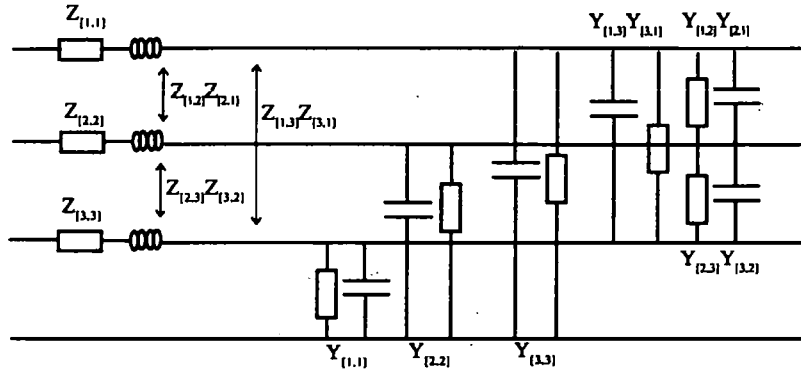 Z[1,1]
Y[1,3]Y[3,1] Y[1,2]Y[2,1]
Z[1,2]Z[2,1]
Z[1,3]Z[3,1]
Z[2,2]
Z[2,3]Z[3,2]
Z[3,3]
Y[2,3]Y[3,2]
Y[1,1] Y[2,2] Y[3,3]